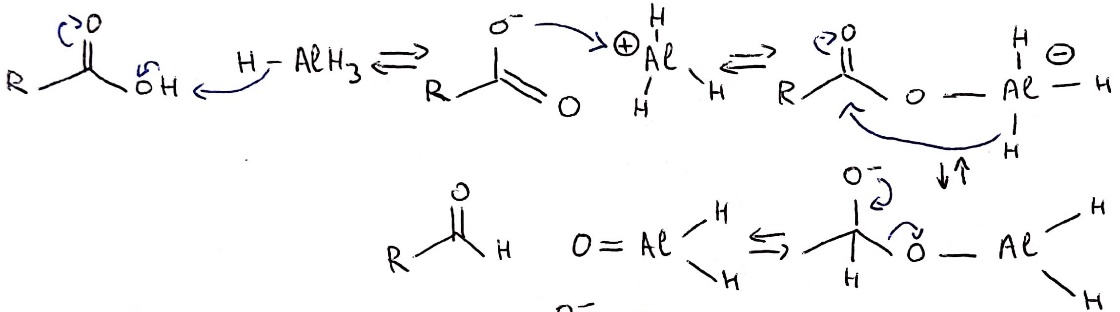 O
R OH H-AlH₃ ⇌
O⁻
R O
H
⊕ Al
H H ⇌
O
R O — Al — H ⊖
H
H
↓↑
O
R H
O = Al
H
H ⇌
O⁻
H
O — Al
H
H
O⁻